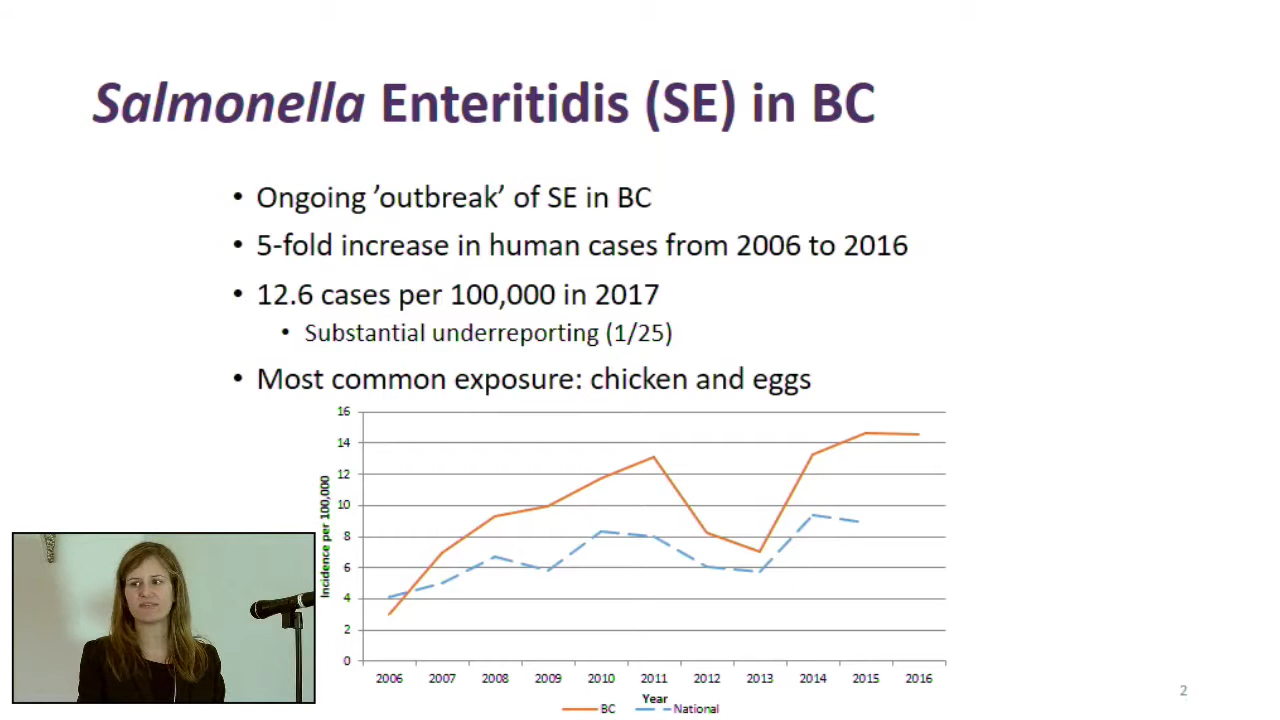 Salmonella Enteritidis (SE) in BC
• Ongoing ’outbreak’ of SE in BC
• 5-fold increase in human cases from 2006 to 2016
• 12.6 cases per 100,000 in 2017
• Substantial underreporting (1/25)
• Most common exposure: chicken and eggs
16
14
12
10
8
6
4
2
0
Incidence per 100,000
2006 2007 2008 2009 2010 2011 2012 2013 2014 2015 2016
Year
BC National
2